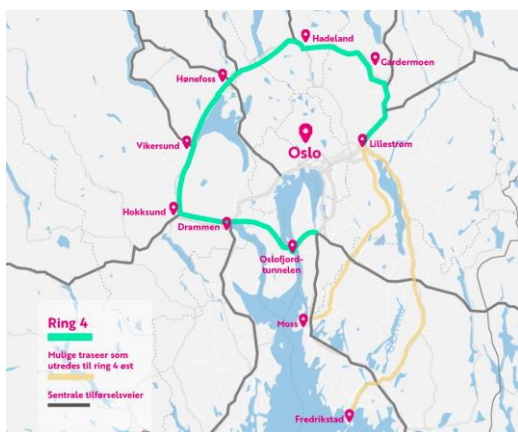 Hadeland
Gardermoen
Hønefoss
Vikersund
Oslo
Lillestrøm
Hokksund
Drammen
Oslofjord-
tunnelen
Moss
Fredrikstad
Ring 4
Mulige traseer som
utredes til ring 4 øst
Sentrale tilførselsveier